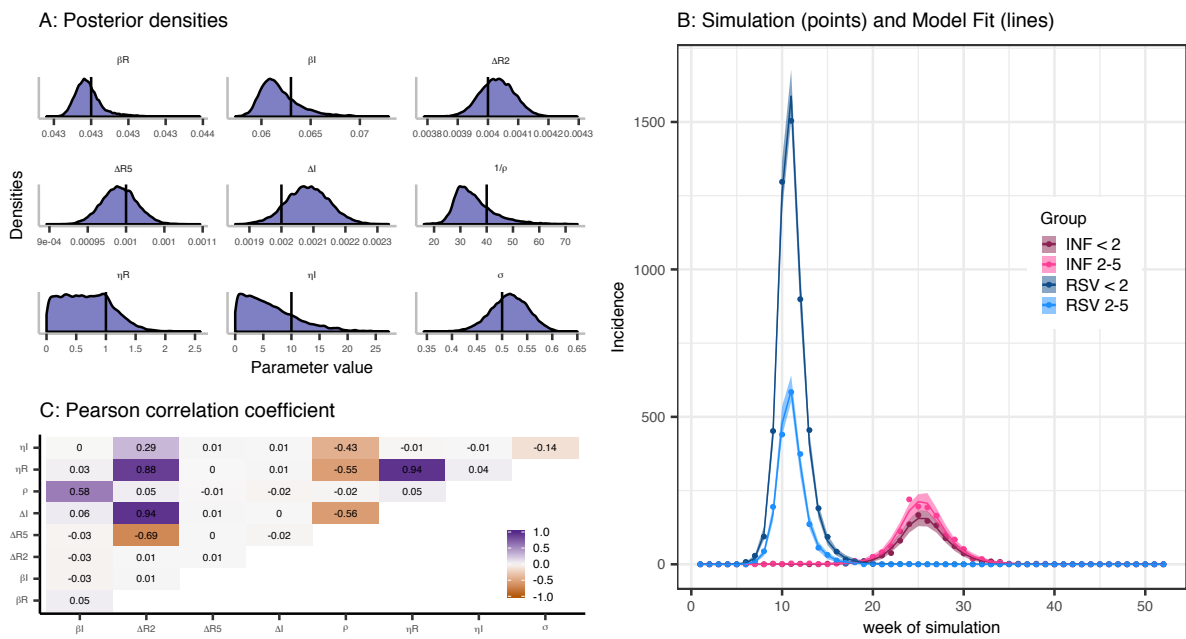 A: Posterior densities
βR
βI
ΔR2
0.043 0.043 0.043 0.043 0.044
0.06 0.065 0.07
0.0038 0.0039 0.004 0.0041 0.0042 0.0043
ΔR5
ΔI
1/ρ
9e-04 0.00095 0.001 0.001 0.0011
0.0019 0.002 0.0021 0.0022 0.0023
20 30 40 50 60 70
ηR
ηI
σ
0 0.5 1 1.5 2 2.5
0 5 10 15 20 25
0.35 0.4 0.45 0.5 0.55 0.6 0.65
Densities
Parameter value
C: Pearson correlation coefficient
ηI 0 0.29 0.01 0.01 -0.43 -0.01 -0.01 -0.14
ηR 0.03 0.88 0 0.01 -0.55 0.94 0.04
ρ 0.58 0.05 -0.01 -0.02 -0.02 0.05
ΔI 0.06 0.94 0.01 0 -0.56
ΔR5 -0.03 -0.69 0 -0.02
ΔR2 -0.03 0.01 0.01
βI -0.03 0.01
βR 0.05
βI ΔR2 ΔR5 ΔI ρ ηR ηI σ
1.0
0.5
0.0
-0.5
-1.0
B: Simulation (points) and Model Fit (lines)
Incidence
1500
1000
500
0
0 10 20 30 40 50
week of simulation
Group
INF < 2
INF 2-5
RSV < 2
RSV 2-5